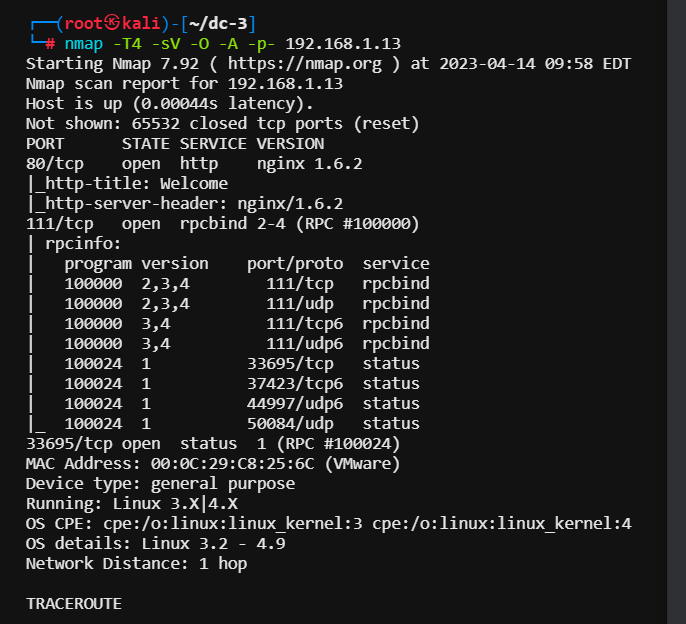 ┌──(root㉿kali)-[~/dc-3]
└─# nmap -T4 -sV -O -A -p- 192.168.1.13
Starting Nmap 7.92 ( https://nmap.org ) at 2023-04-14 09:58 EDT
Nmap scan report for 192.168.1.13
Host is up (0.00044s latency).
Not shown: 65532 closed tcp ports (reset)
PORT      STATE SERVICE VERSION
80/tcp    open  http    nginx 1.6.2
|_http-title: Welcome
|_http-server-header: nginx/1.6.2
111/tcp   open  rpcbind 2-4 (RPC #100000)
| rpcinfo:
|   program version    port/proto  service
|   100000  2,3,4        111/tcp   rpcbind
|   100000  2,3,4        111/udp   rpcbind
|   100000  3,4          111/tcp6  rpcbind
|   100000  3,4          111/udp6  rpcbind
|   100024  1          33695/tcp   status
|   100024  1          37423/tcp6  status
|   100024  1          44997/udp6  status
|_  100024  1          50084/udp   status
33695/tcp open  status  1 (RPC #100024)
MAC Address: 00:0C:29:C8:25:6C (VMware)
Device type: general purpose
Running: Linux 3.X|4.X
OS CPE: cpe:/o:linux:linux_kernel:3 cpe:/o:linux:linux_kernel:4
OS details: Linux 3.2 - 4.9
Network Distance: 1 hop
TRACEROUTE